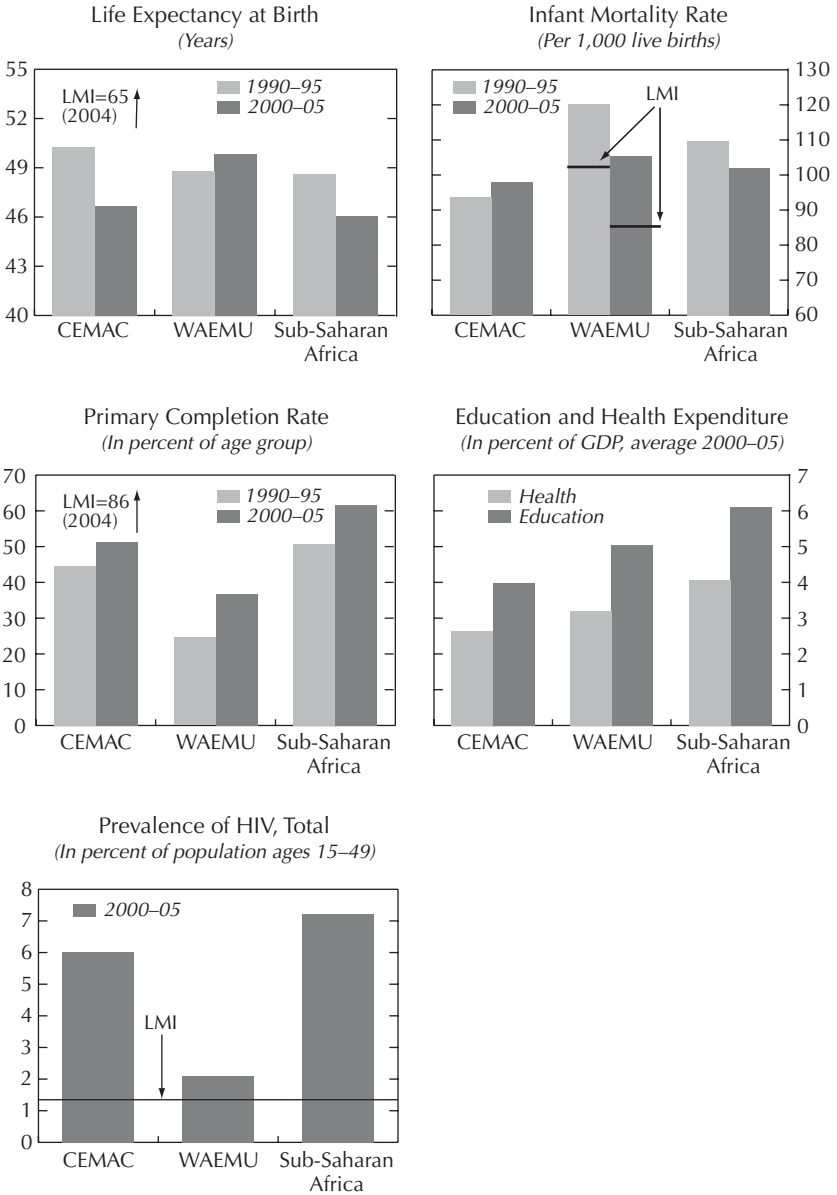 Life Expectancy at Birth
(Years)
55
52
49
46
43
40
LMI=65
(2004)
1990–95
2000–05
CEMAC
WAEMU
Sub-Saharan
Africa
Infant Mortality Rate
(Per 1,000 live births)
1990–95
2000–05
LMI
130
120
110
100
90
80
70
60
CEMAC
WAEMU
Sub-Saharan
Africa
Primary Completion Rate
(In percent of age group)
70
60
50
40
30
20
10
0
LMI=86
(2004)
1990–95
2000–05
CEMAC
WAEMU
Sub-Saharan
Africa
Education and Health Expenditure
(In percent of GDP, average 2000–05)
Health
Education
7
6
5
4
3
2
1
0
CEMAC
WAEMU
Sub-Saharan
Africa
Prevalence of HIV, Total
(In percent of population ages 15–49)
8
7
6
5
4
3
2
1
0
2000–05
LMI
CEMAC
WAEMU
Sub-Saharan
Africa